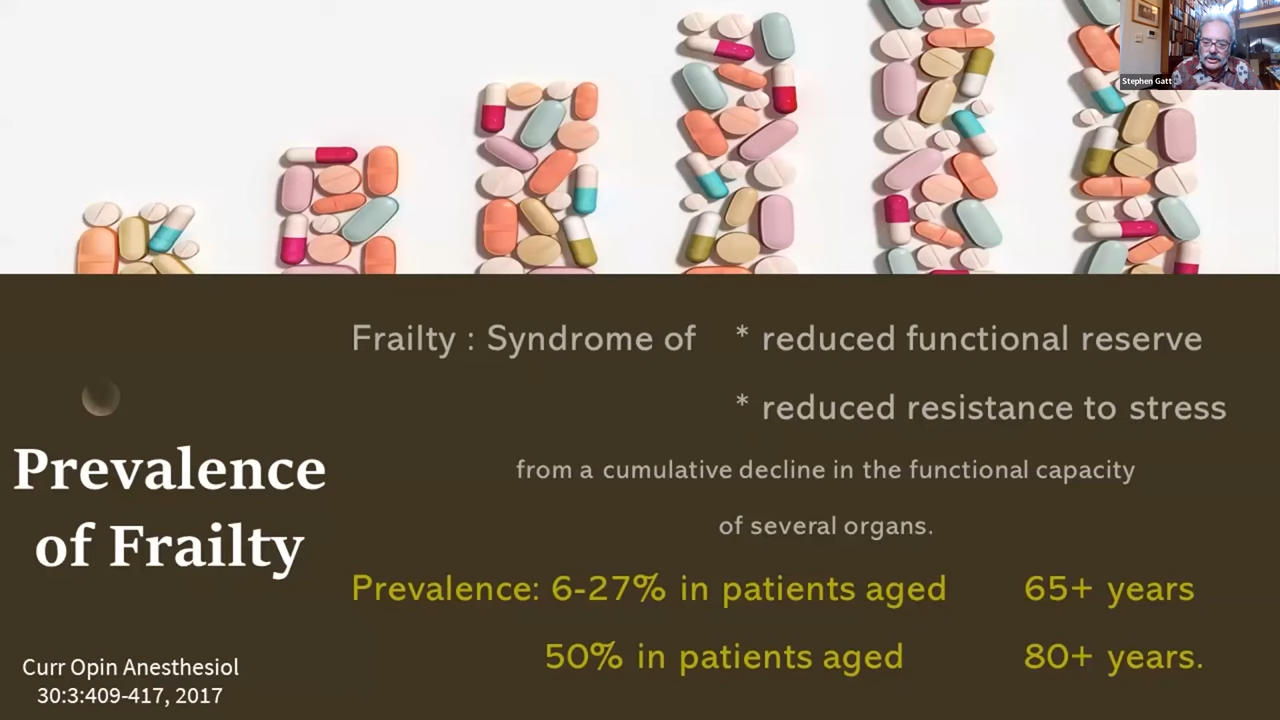 Stephen Gatt
Frailty : Syndrome of * reduced functional reserve
* reduced resistance to stress
from a cumulative decline in the functional capacity
of several organs.
Prevalence: 6-27% in patients aged 65+ years
50% in patients aged 80+ years.
Prevalence
of Frailty
Curr Opin Anesthesiol
30:3:409-417, 2017